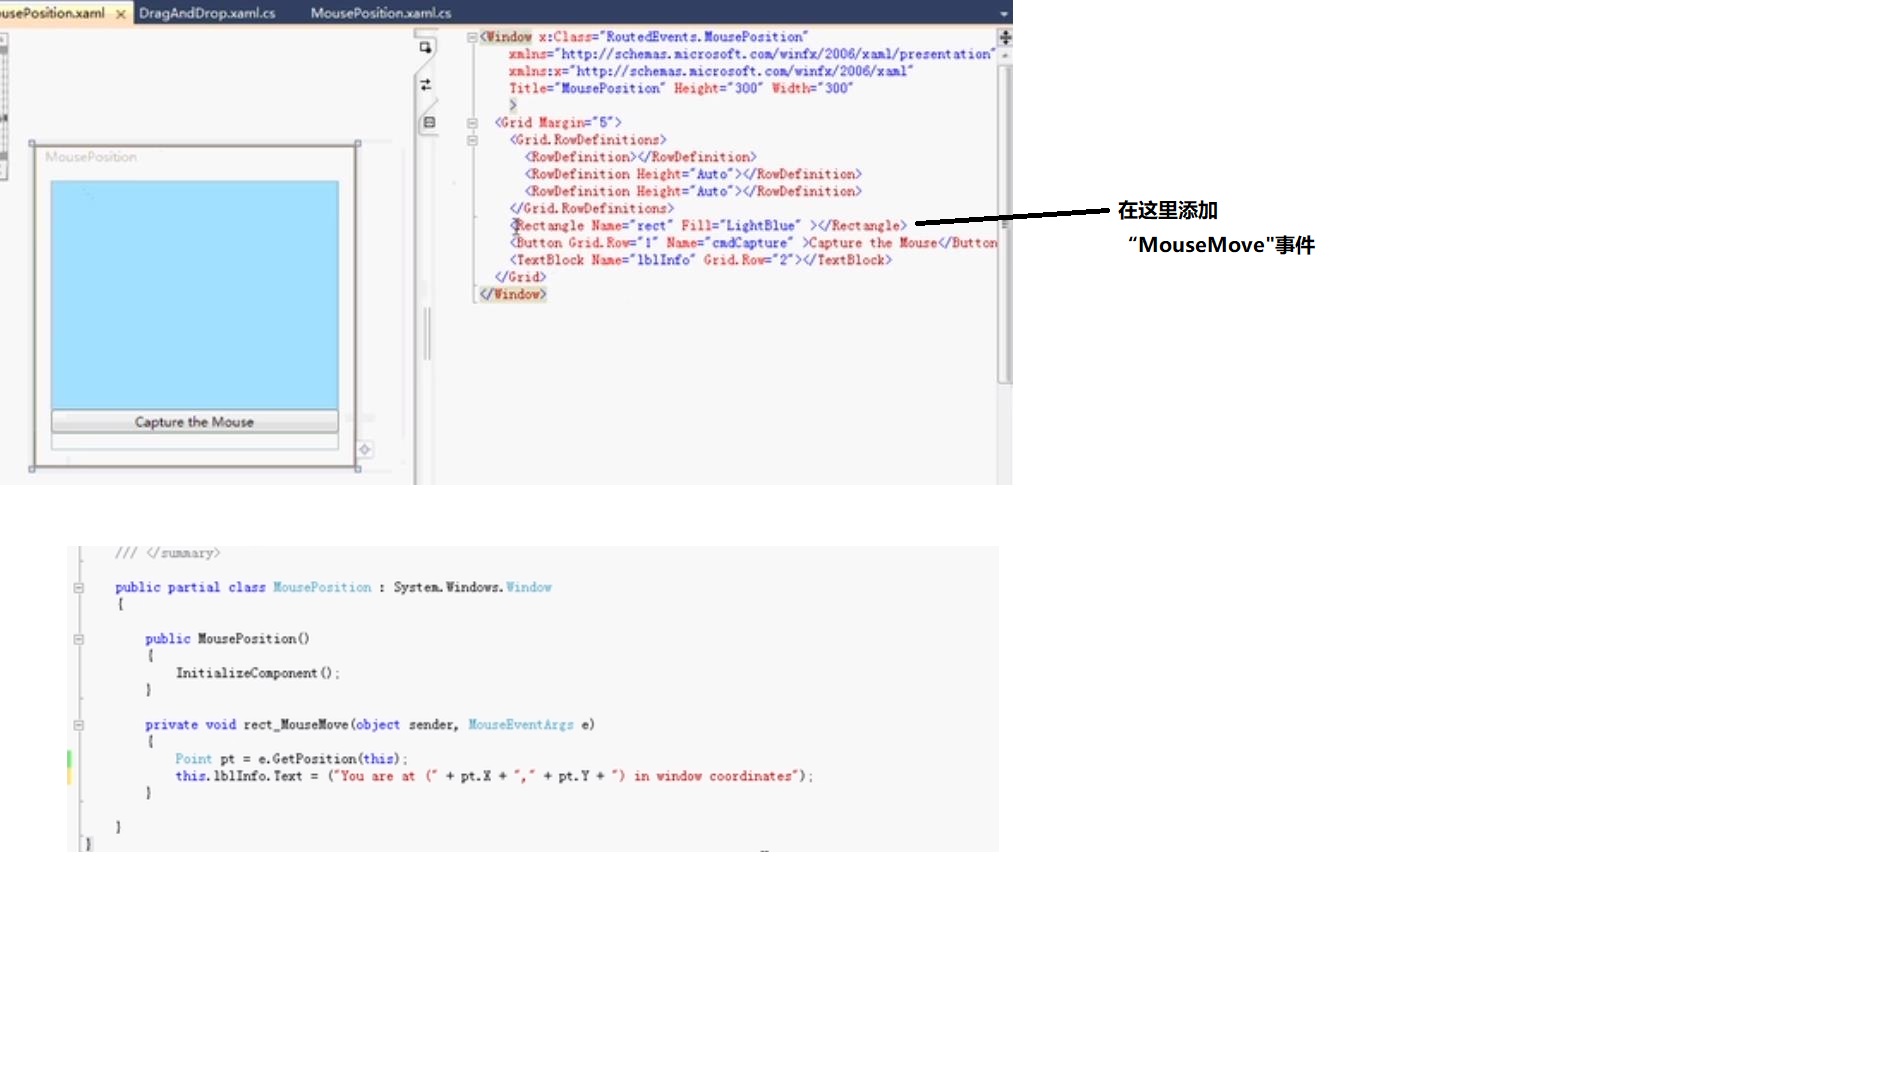 usePosition.xaml × DragAndDrop.xaml.cs MousePosition.xaml.cs
<Window x:Class="RoutedEvents.MousePosition"
xmlns="http://schemas.microsoft.com/winfx/2006/xaml/presentation"
xmlns:x="http://schemas.microsoft.com/winfx/2006/xaml"
Title="MousePosition" Height="300" Width="300"
>
<Grid Margin="5">
<Grid.RowDefinitions>
<RowDefinition></RowDefinition>
<RowDefinition Height="Auto"></RowDefinition>
<RowDefinition Height="Auto"></RowDefinition>
</Grid.RowDefinitions>
<Rectangle Name="rect" Fill="LightBlue" ></Rectangle>
<Button Grid.Row="1" Name="cmdCapture" >Capture the Mouse</Button
<TextBlock Name="lblInfo" Grid.Row="2"></TextBlock>
</Grid>
</Window>
MousePosition
Capture the Mouse
在这里添加
“MouseMove"事件
/// </summary>
public partial class MousePosition : System.Windows.Window
{
public MousePosition()
{
InitializeComponent();
}
private void rect_MouseMove(object sender, MouseEventArgs e)
{
Point pt = e.GetPosition(this);
this.lblInfo.Text = ("You are at (" + pt.X + "," + pt.Y + ") in window coordinates");
}
}
}